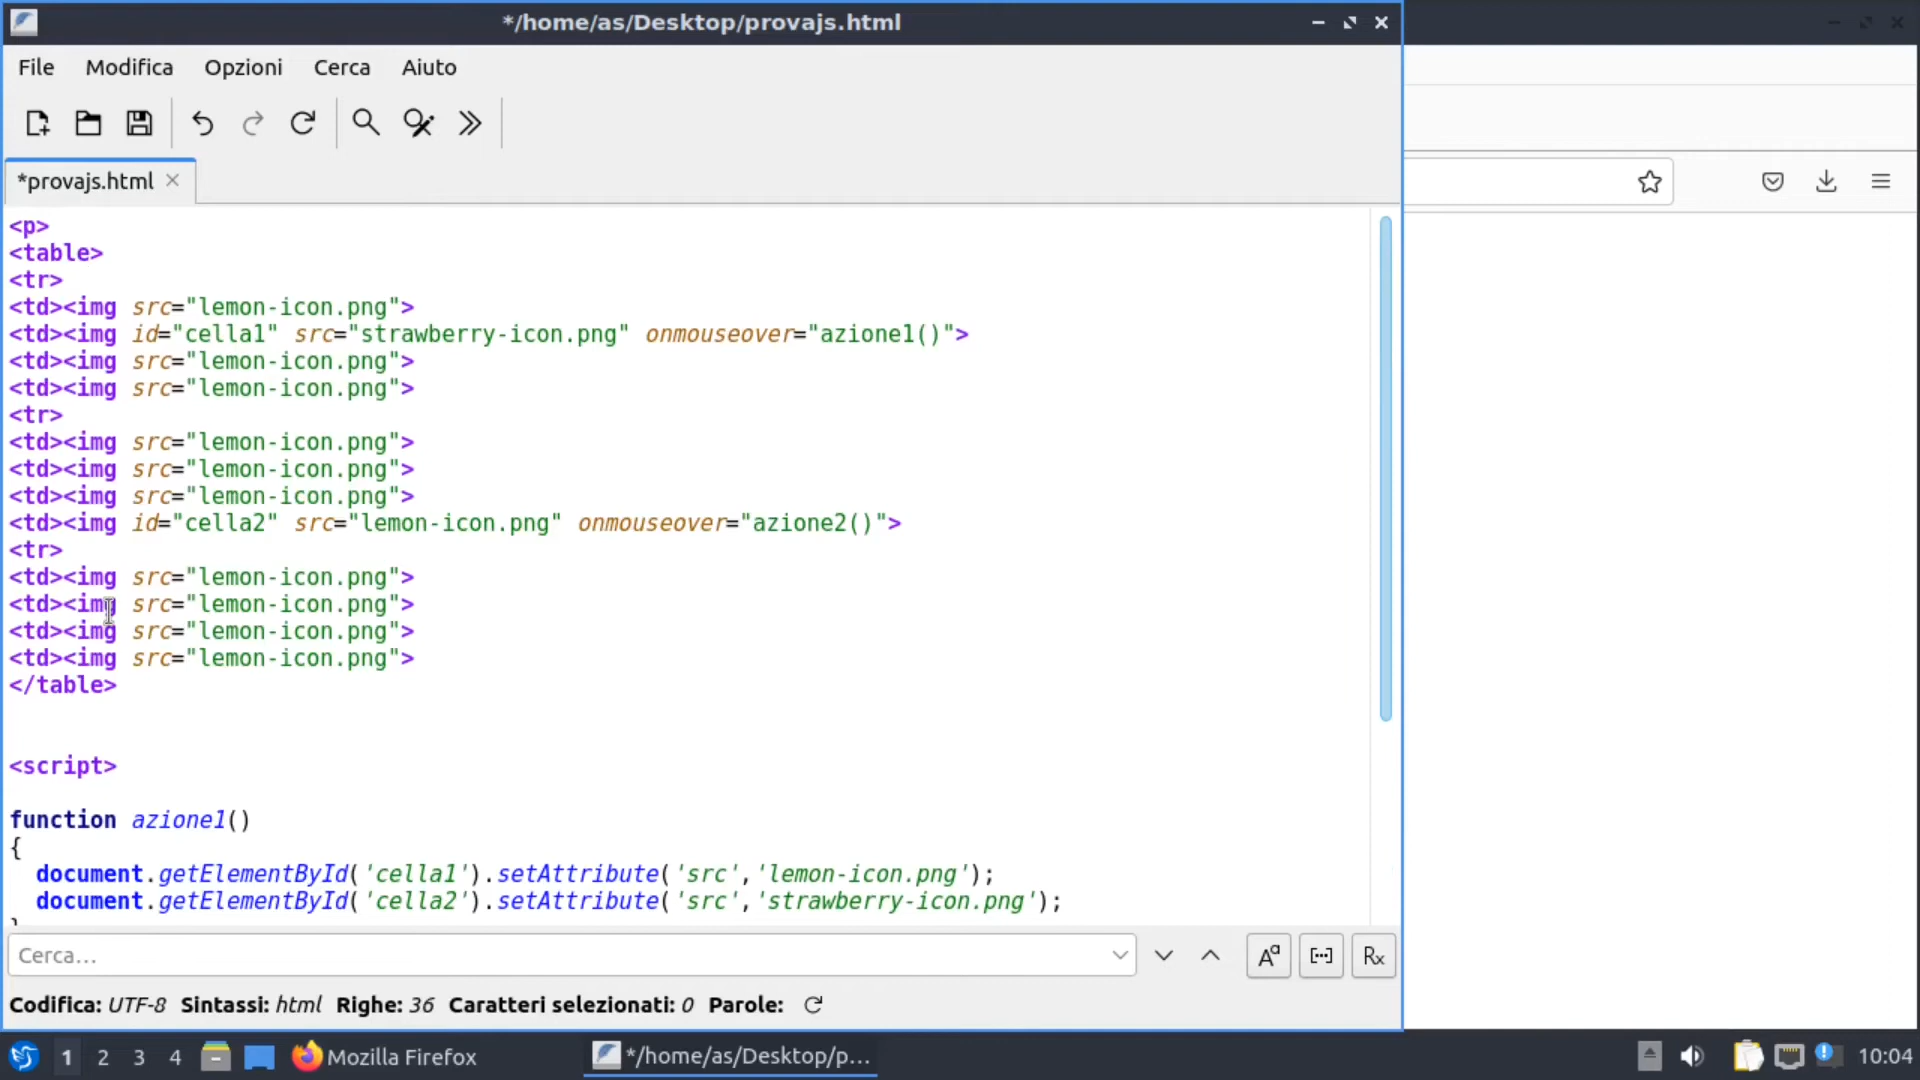 */home/as/Desktop/provajs.html
File Modifica Opzioni Cerca Aiuto
*provajs.html
<p>
<table>
<tr>
<td><img src="lemon-icon.png">
<td><img id="cella1" src="strawberry-icon.png" onmouseover="azione1()">
<td><img src="lemon-icon.png">
<td><img src="lemon-icon.png">
<tr>
<td><img src="lemon-icon.png">
<td><img src="lemon-icon.png">
<td><img src="lemon-icon.png">
<td><img id="cella2" src="lemon-icon.png" onmouseover="azione2()">
<tr>
<td><img src="lemon-icon.png">
<td><img src="lemon-icon.png">
<td><img src="lemon-icon.png">
<td><img src="lemon-icon.png">
</table>
<script>
function azione1()
{
document.getElementById('cella1').setAttribute('src','lemon-icon.png');
document.getElementById('cella2').setAttribute('src','strawberry-icon.png');
}
Cerca...
Codifica: UTF-8 Sintassi: html Righe: 36 Caratteri selezionati: 0 Parole:
1 2 3 4 Mozilla Firefox */home/as/Desktop/p... 10:04